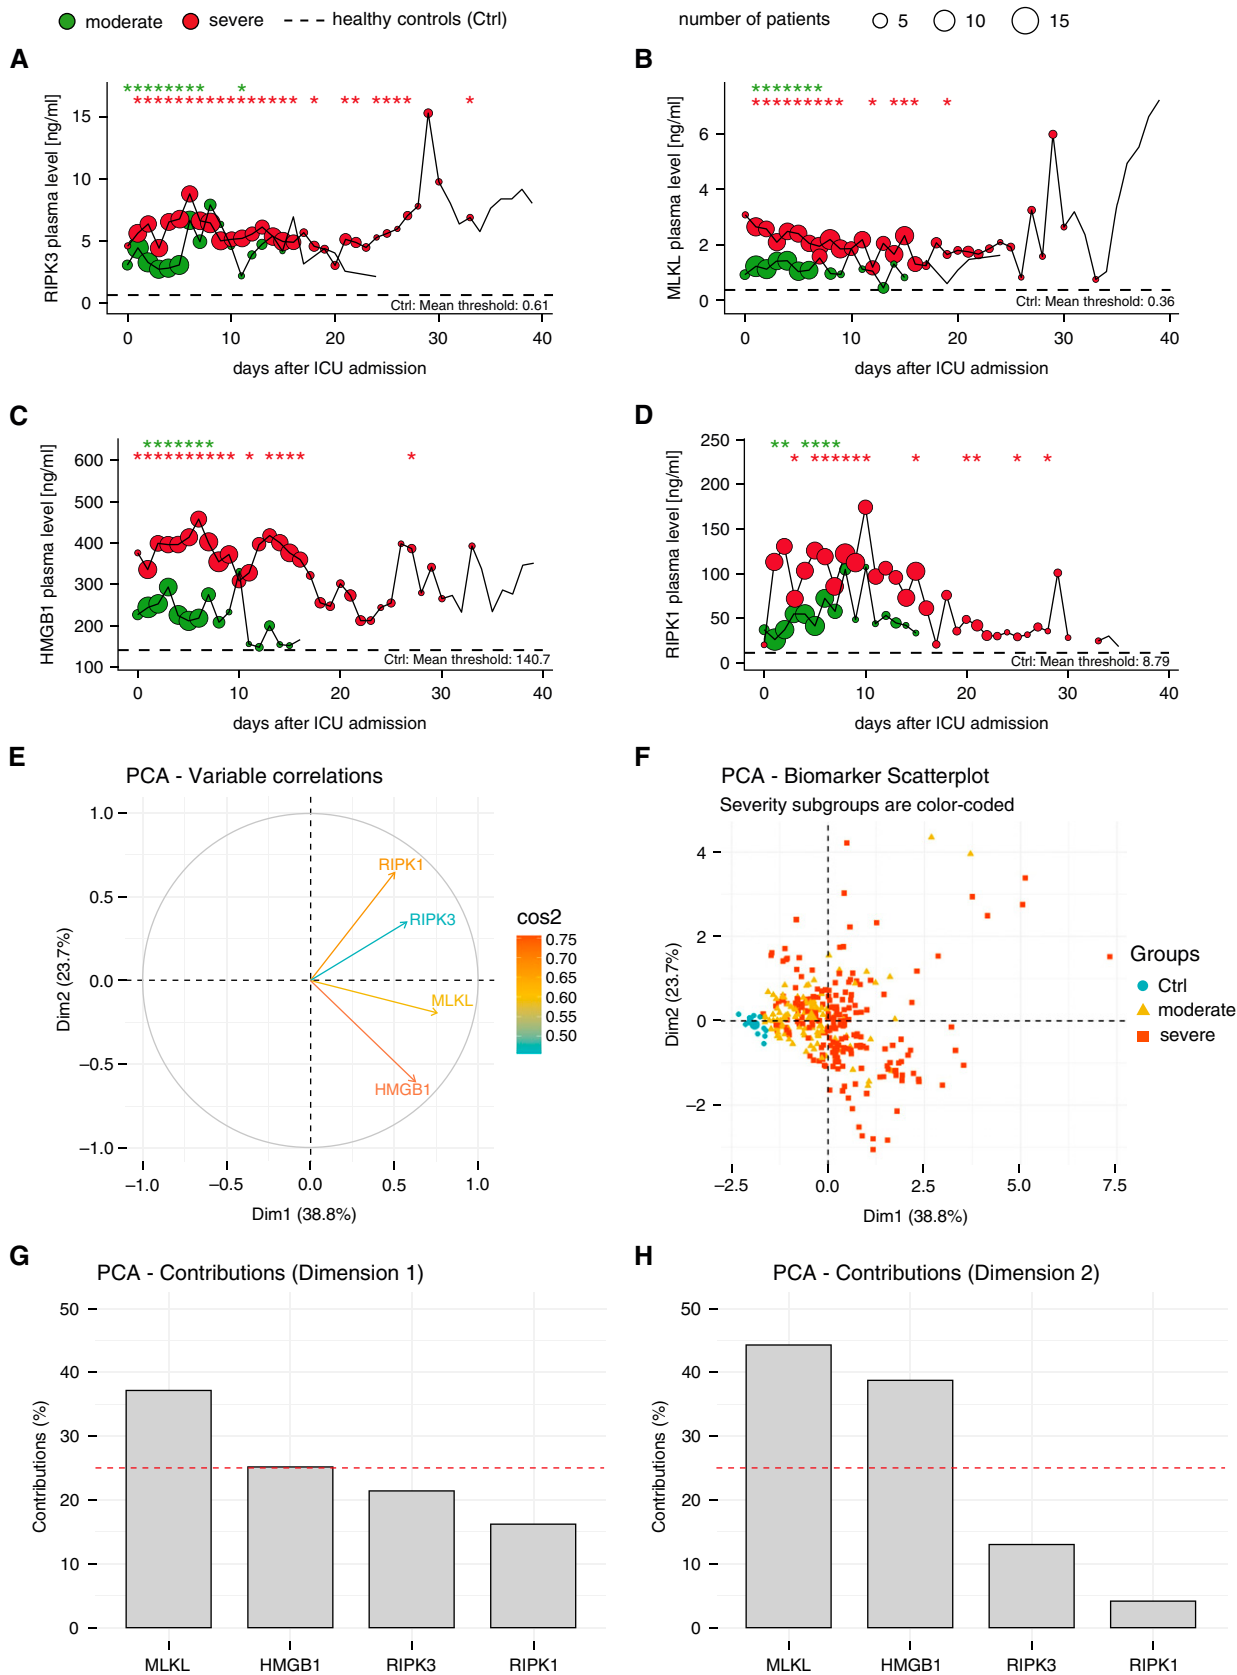 moderate severe healthy controls (Ctrl) number of patients 5 10 15
A
* * * * * * * * *
* * * * * * * * * * * * * * * * * * * * * * * * *
RIPK3 plasma level [ng/ml]
15
10
5
0
Ctrl: Mean threshold: 0.61
0 10 20 30 40
days after ICU admission
B
* * * * * * *
* * * * * * * * * * * * * *
MLKL plasma level [ng/ml]
6
4
2
0
Ctrl: Mean threshold: 0.36
0 10 20 30 40
days after ICU admission
C
* * * * * * *
* * * * * * * * * * * * * * * *
HMGB1 plasma level [ng/ml]
600
500
400
300
200
100
Ctrl: Mean threshold: 140.7
0 10 20 30 40
days after ICU admission
D
* * * * * *
* * * * * * * * * * * *
RIPK1 plasma level [ng/ml]
250
200
150
100
50
0
Ctrl: Mean threshold: 8.79
0 10 20 30 40
days after ICU admission
E
PCA - Variable correlations
Dim2 (23.7%)
1.0
0.5
0.0
−0.5
−1.0
RIPK1
RIPK3
MLKL
HMGB1
−1.0 −0.5 0.0 0.5 1.0
Dim1 (38.8%)
cos2
0.75
0.70
0.65
0.60
0.55
0.50
F
PCA - Biomarker Scatterplot
Severity subgroups are color-coded
Dim2 (23.7%)
4
2
0
−2
−2.5 0.0 2.5 5.0 7.5
Dim1 (38.8%)
Groups
Ctrl
moderate
severe
G
PCA - Contributions (Dimension 1)
Contributions (%)
50
40
30
20
10
0
MLKL HMGB1 RIPK3 RIPK1
H
PCA - Contributions (Dimension 2)
Contributions (%)
50
40
30
20
10
0
MLKL HMGB1 RIPK3 RIPK1